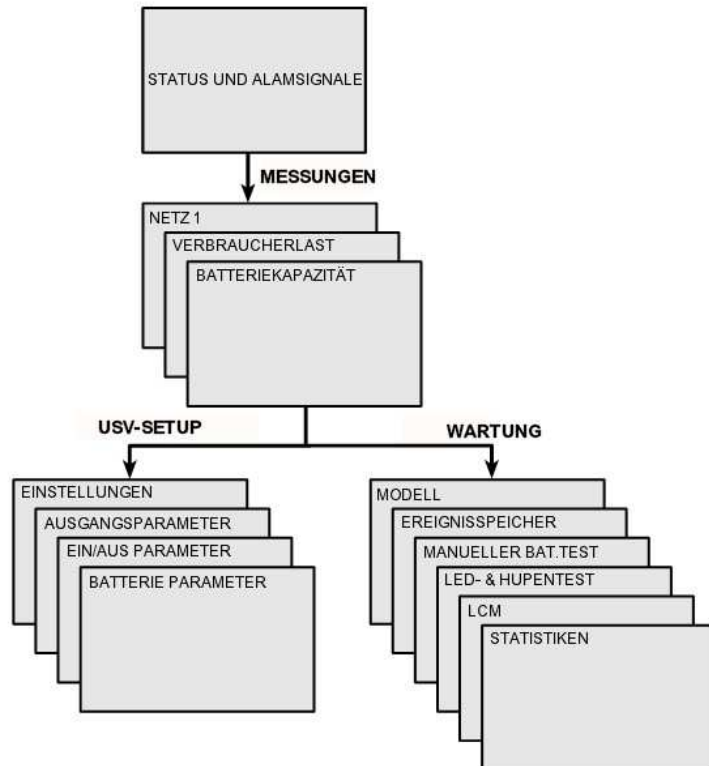 STATUS UND ALAMSIGNALE
MESSUNGEN
NETZ 1
VERBRAUCHERLAST
BATTERIEKAPAZITÄT
USV-SETUP
WARTUNG
EINSTELLUNGEN
AUSGANGSPARAMETER
EIN/AUS PARAMETER
BATTERIE PARAMETER
MODELL
EREIGNISSPEICHER
MANUELLER BAT.TEST
LED- & HUPENTEST
LCM
STATISTIKEN